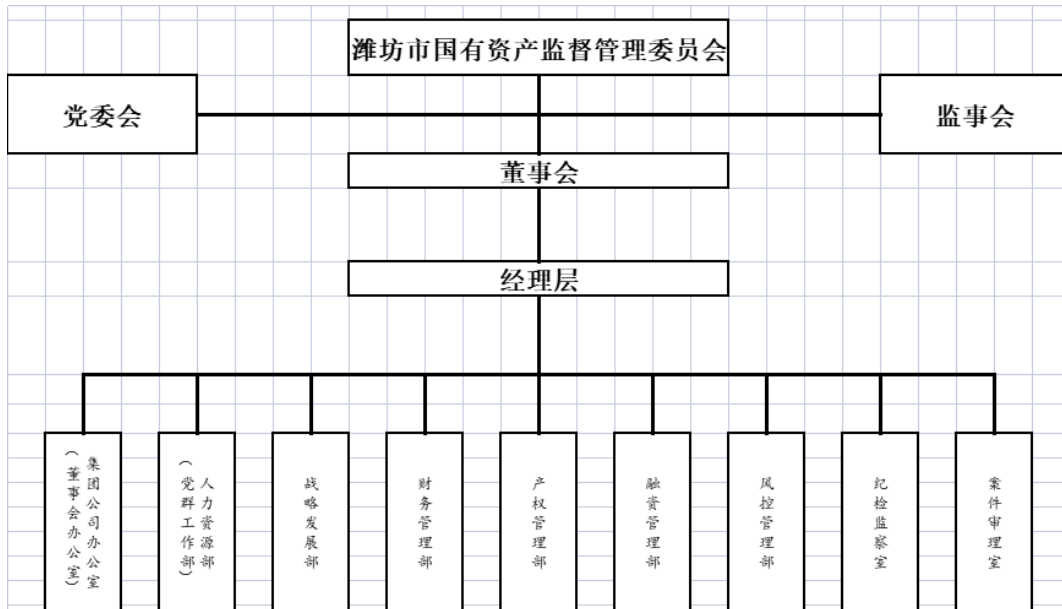 潍坊市国有资产监督管理委员会
党委会
监事会
董事会
经理层
集团公司办公室
(董事会办公室)
人力资源部
(党群工作部)
战略发展部
财务管理部
产权管理部
融资管理部
风控管理部
纪检监察室
案件审理室